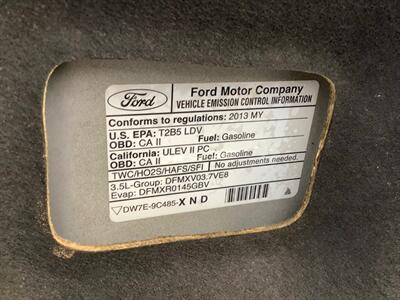 Ford
Ford Motor Company
VEHICLE EMISSION CONTROL INFORMATION
Conforms to regulations: 2013 MY
U.S. EPA: T2B5 LDV
OBD: CA II Fuel: Gasoline
California: ULEV II PC
OBD: CA II Fuel: Gasoline
TWC/HO2S/HAFS/SFI No adjustments needed.
3.5L-Group: DFMXV03.7VE8
Evap: DFMXR0145GBV
DW7E-9C485-X N D